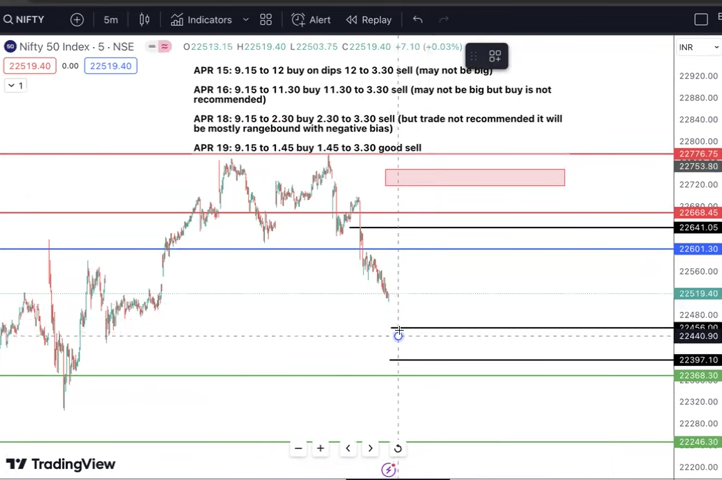 NIFTY
5m
Indicators
Alert
Replay
50 Nifty 50 Index · 5 · NSE
O22513.15 H22519.40 L22503.75 C22519.40 +7.10 (+0.03%)
INR
22519.40 0.00 22519.40
1
APR 15: 9.15 to 12 buy on dips 12 to 3.30 sell (may not be big)
APR 16: 9.15 to 11.30 buy 11.30 to 3.30 sell (may not be big but buy is not
recommended)
APR 18: 9.15 to 2.30 buy 2.30 to 3.30 sell (but trade not recommended it will
be mostly rangebound with negative bias)
APR 19: 9.15 to 1.45 buy 1.45 to 3.30 good sell
22920.00
22880.00
22840.00
22800.00
22776.75
22753.80
22720.00
22680.00
22668.45
22641.05
22601.30
22560.00
22519.40
22480.00
22456.00
22440.90
22397.10
22368.30
22320.00
22280.00
22246.30
22200.00
TradingView